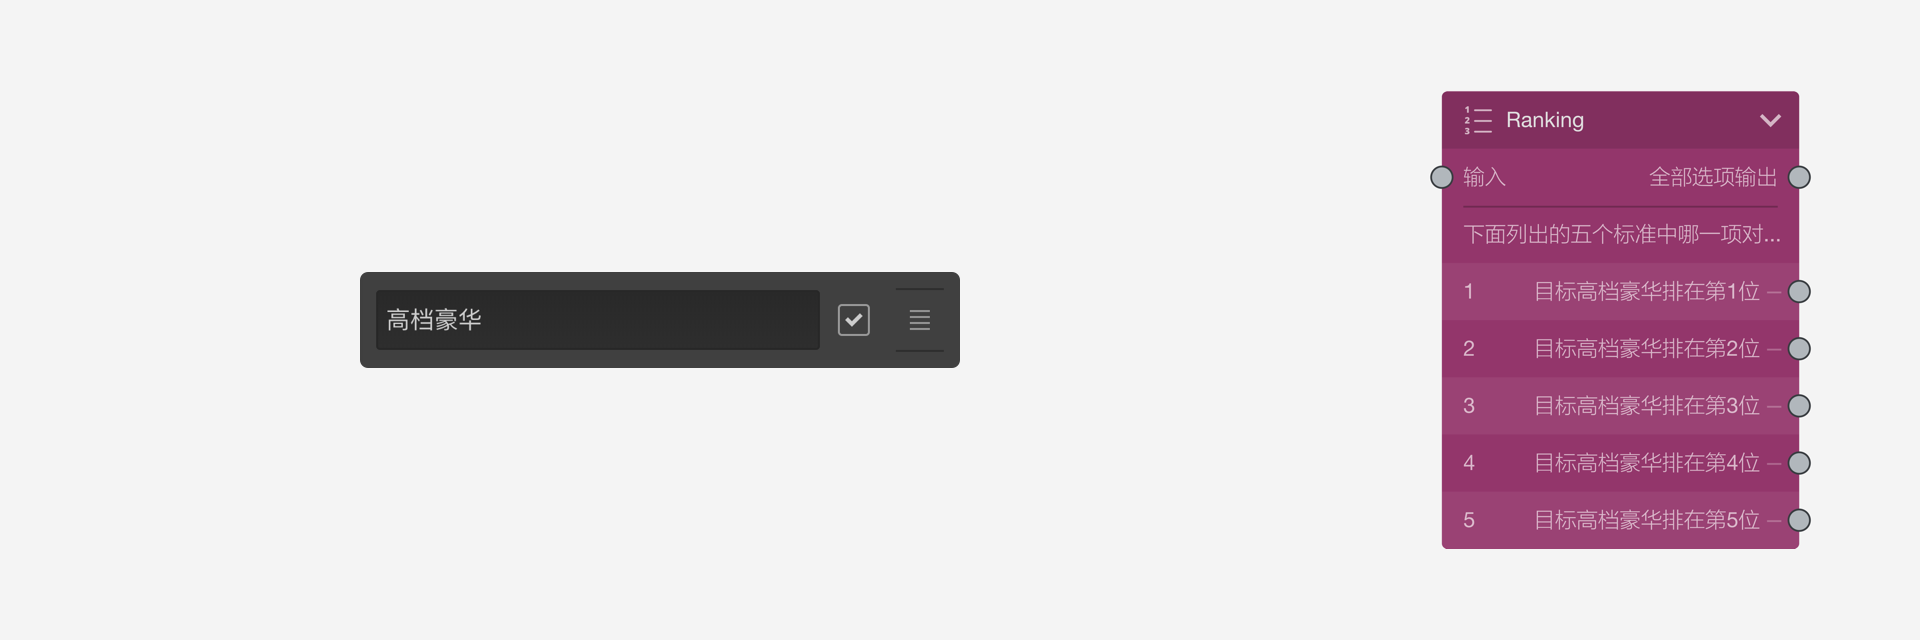 高档豪华
Ranking
输入 全部选项输出
下面列出的五个标准中哪一项对...
1 目标高档豪华排在第1位
2 目标高档豪华排在第2位
3 目标高档豪华排在第3位
4 目标高档豪华排在第4位
5 目标高档豪华排在第5位